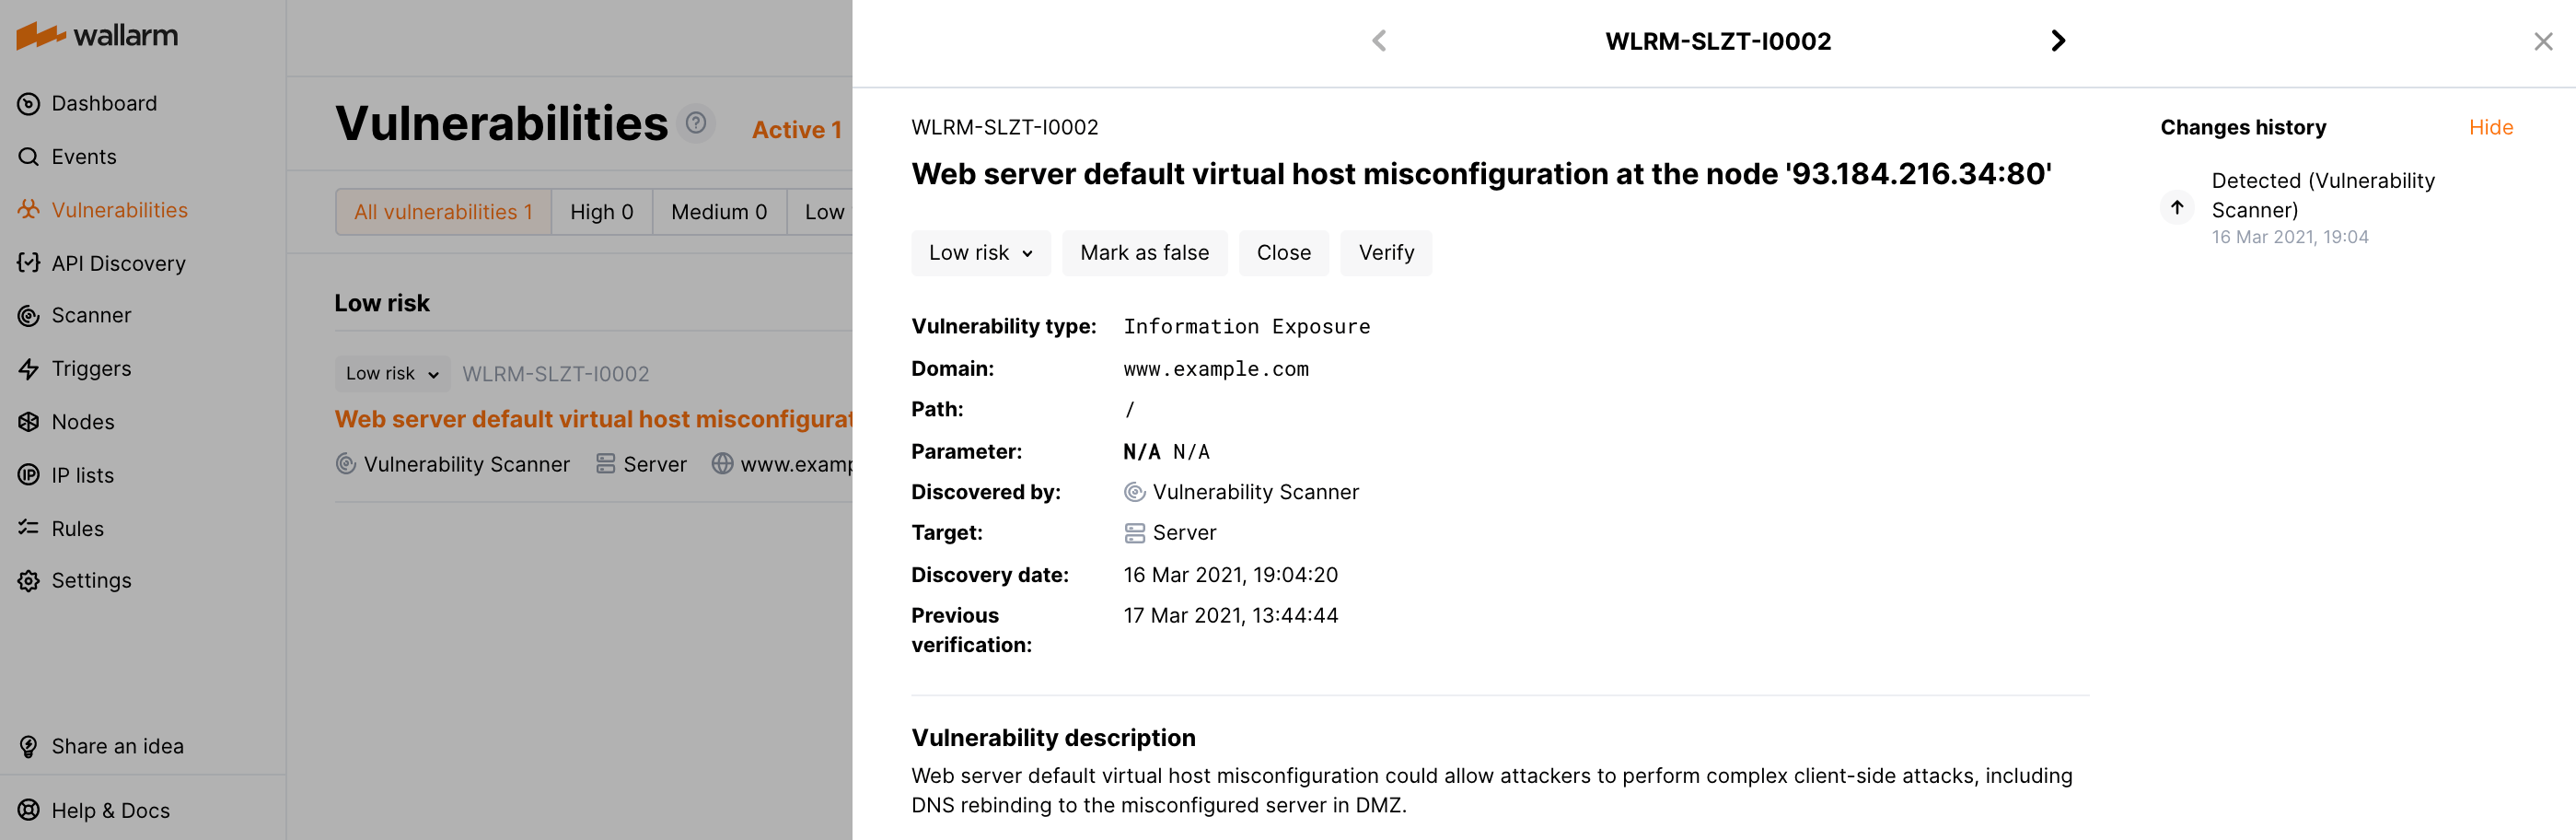 wallarm
Dashboard
Events
Vulnerabilities
API Discovery
Scanner
Triggers
Nodes
IP lists
Rules
Settings
Share an idea
Help & Docs
Vulnerabilities ? Active 1
All vulnerabilities 1 High 0 Medium 0 Low
Low risk
Low risk WLRM-SLZT-I0002
Web server default virtual host misconfigurat
Vulnerability Scanner Server www.examp
WLRM-SLZT-I0002
WLRM-SLZT-I0002
Web server default virtual host misconfiguration at the node '93.184.216.34:80'
Low risk Mark as false Close Verify
Vulnerability type: Information Exposure
Domain: www.example.com
Path: /
Parameter: N/A N/A
Discovered by: Vulnerability Scanner
Target: Server
Discovery date: 16 Mar 2021, 19:04:20
Previous 17 Mar 2021, 13:44:44
verification:
Vulnerability description
Web server default virtual host misconfiguration could allow attackers to perform complex client-side attacks, including
DNS rebinding to the misconfigured server in DMZ.
Changes history Hide
Detected (Vulnerability
Scanner)
16 Mar 2021, 19:04